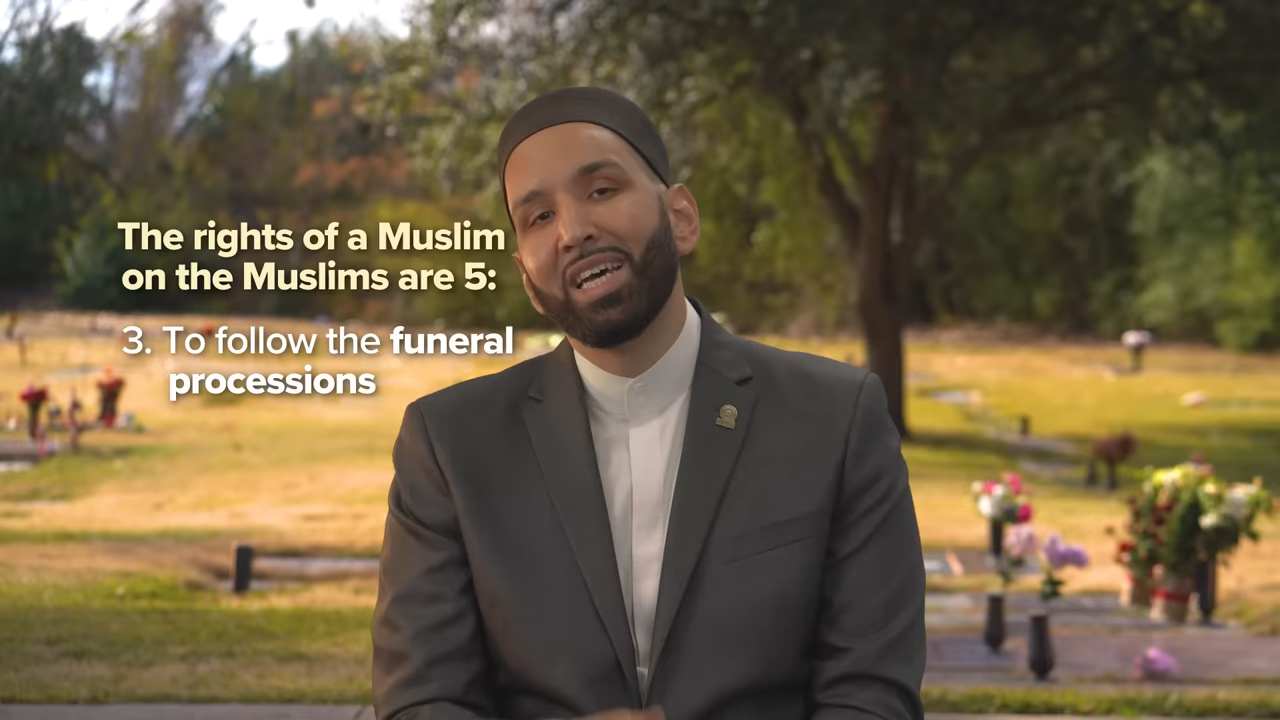 The rights of a Muslim
on the Muslims are 5:
3. To follow the funeral
processions